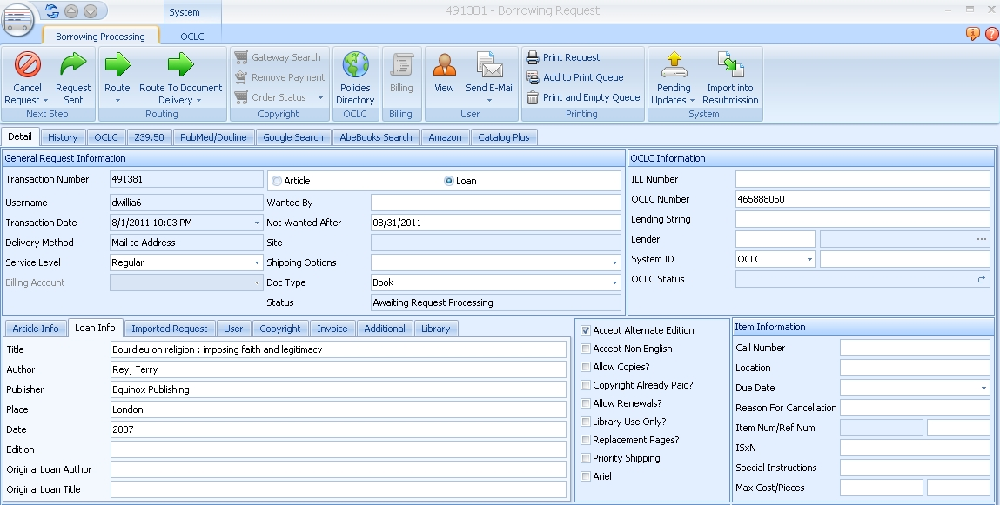 491381 - Borrowing Request
System
Borrowing Processing
OCLC
Cancel Request
Request Sent
Next Step
Route
Route To Document Delivery
Routing
Gateway Search
Remove Payment
Order Status
Copyright
Policies Directory
OCLC
Billing
Billing
View
Send E-Mail
User
Print Request
Add to Print Queue
Print and Empty Queue
Printing
Pending Updates
Import into Resubmission
System
Detail History OCLC Z39.50 PubMed/Docline Google Search AbeBooks Search Amazon Catalog Plus
General Request Information
Transaction Number 491381
Article Loan
Username dwillia6
Wanted By
Transaction Date 8/1/2011 10:03 PM
Not Wanted After 08/31/2011
Delivery Method Mail to Address
Site
Service Level Regular
Shipping Options
Billing Account
Doc Type Book
Status Awaiting Request Processing
OCLC Information
ILL Number
OCLC Number 465888050
Lending String
Lender ...
System ID OCLC
OCLC Status
Article Info Loan Info Imported Request User Copyright Invoice Additional Library
Title Bourdieu on religion : imposing faith and legitimacy
Author Rey, Terry
Publisher Equinox Publishing
Place London
Date 2007
Edition
Original Loan Author
Original Loan Title
Accept Alternate Edition
Accept Non English
Allow Copies?
Copyright Already Paid?
Allow Renewals?
Library Use Only?
Replacement Pages?
Priority Shipping
Ariel
Item Information
Call Number
Location
Due Date
Reason For Cancellation
Item Num/Ref Num
ISxN
Special Instructions
Max Cost/Pieces